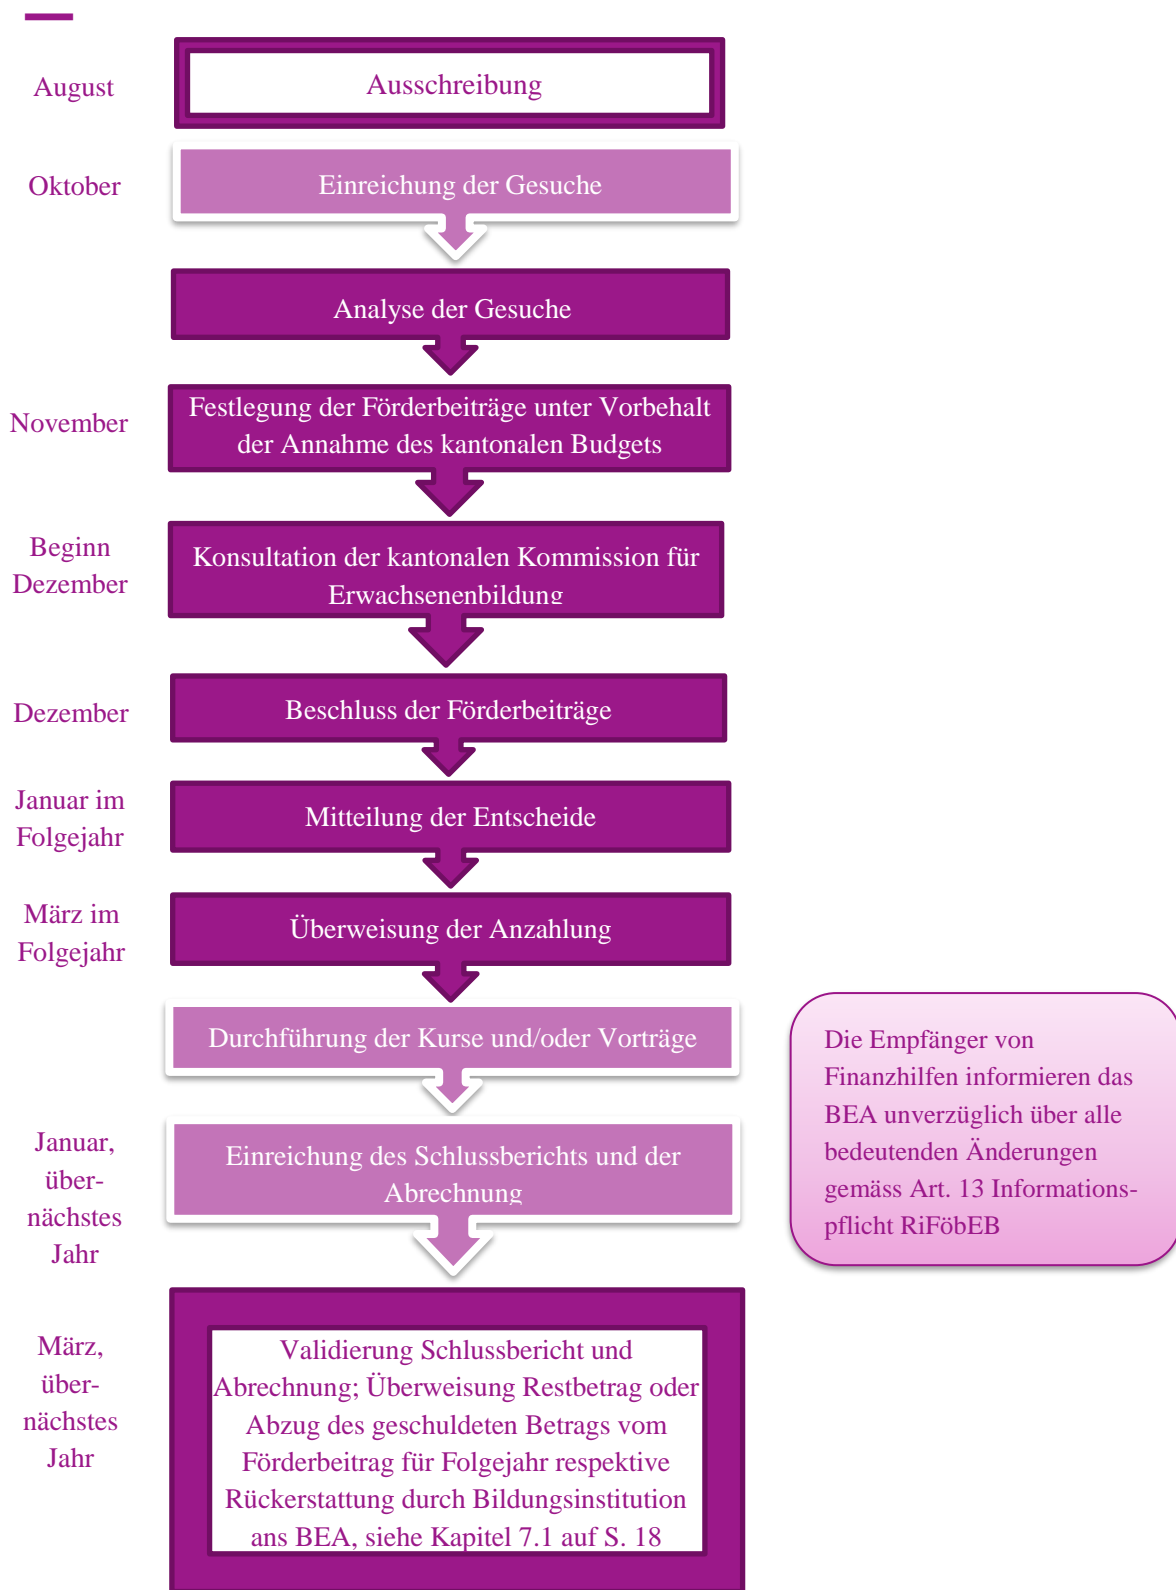 August
Ausschreibung
Oktober
Einreichung der Gesuche
Analyse der Gesuche
November
Festlegung der Förderbeiträge unter Vorbehalt
der Annahme des kantonalen Budgets
Beginn
Dezember
Konsultation der kantonalen Kommission für
Erwachsenenbildung
Dezember
Beschluss der Förderbeiträge
Januar im
Folgejahr
Mitteilung der Entscheide
März im
Folgejahr
Überweisung der Anzahlung
Durchführung der Kurse und/oder Vorträge
Die Empfänger von
Finanzhilfen informieren das
BEA unverzüglich über alle
bedeutenden Änderungen
gemäss Art. 13 Informations-
pflicht RiFöbEB
Januar,
über-
nächstes
Jahr
Einreichung des Schlussberichts und der
Abrechnung
März,
über-
nächstes
Jahr
Validierung Schlussbericht und
Abrechnung; Überweisung Restbetrag oder
Abzug des geschuldeten Betrags vom
Förderbeitrag für Folgejahr respektive
Rückerstattung durch Bildungsinstitution
ans BEA, siehe Kapitel 7.1 auf S. 18